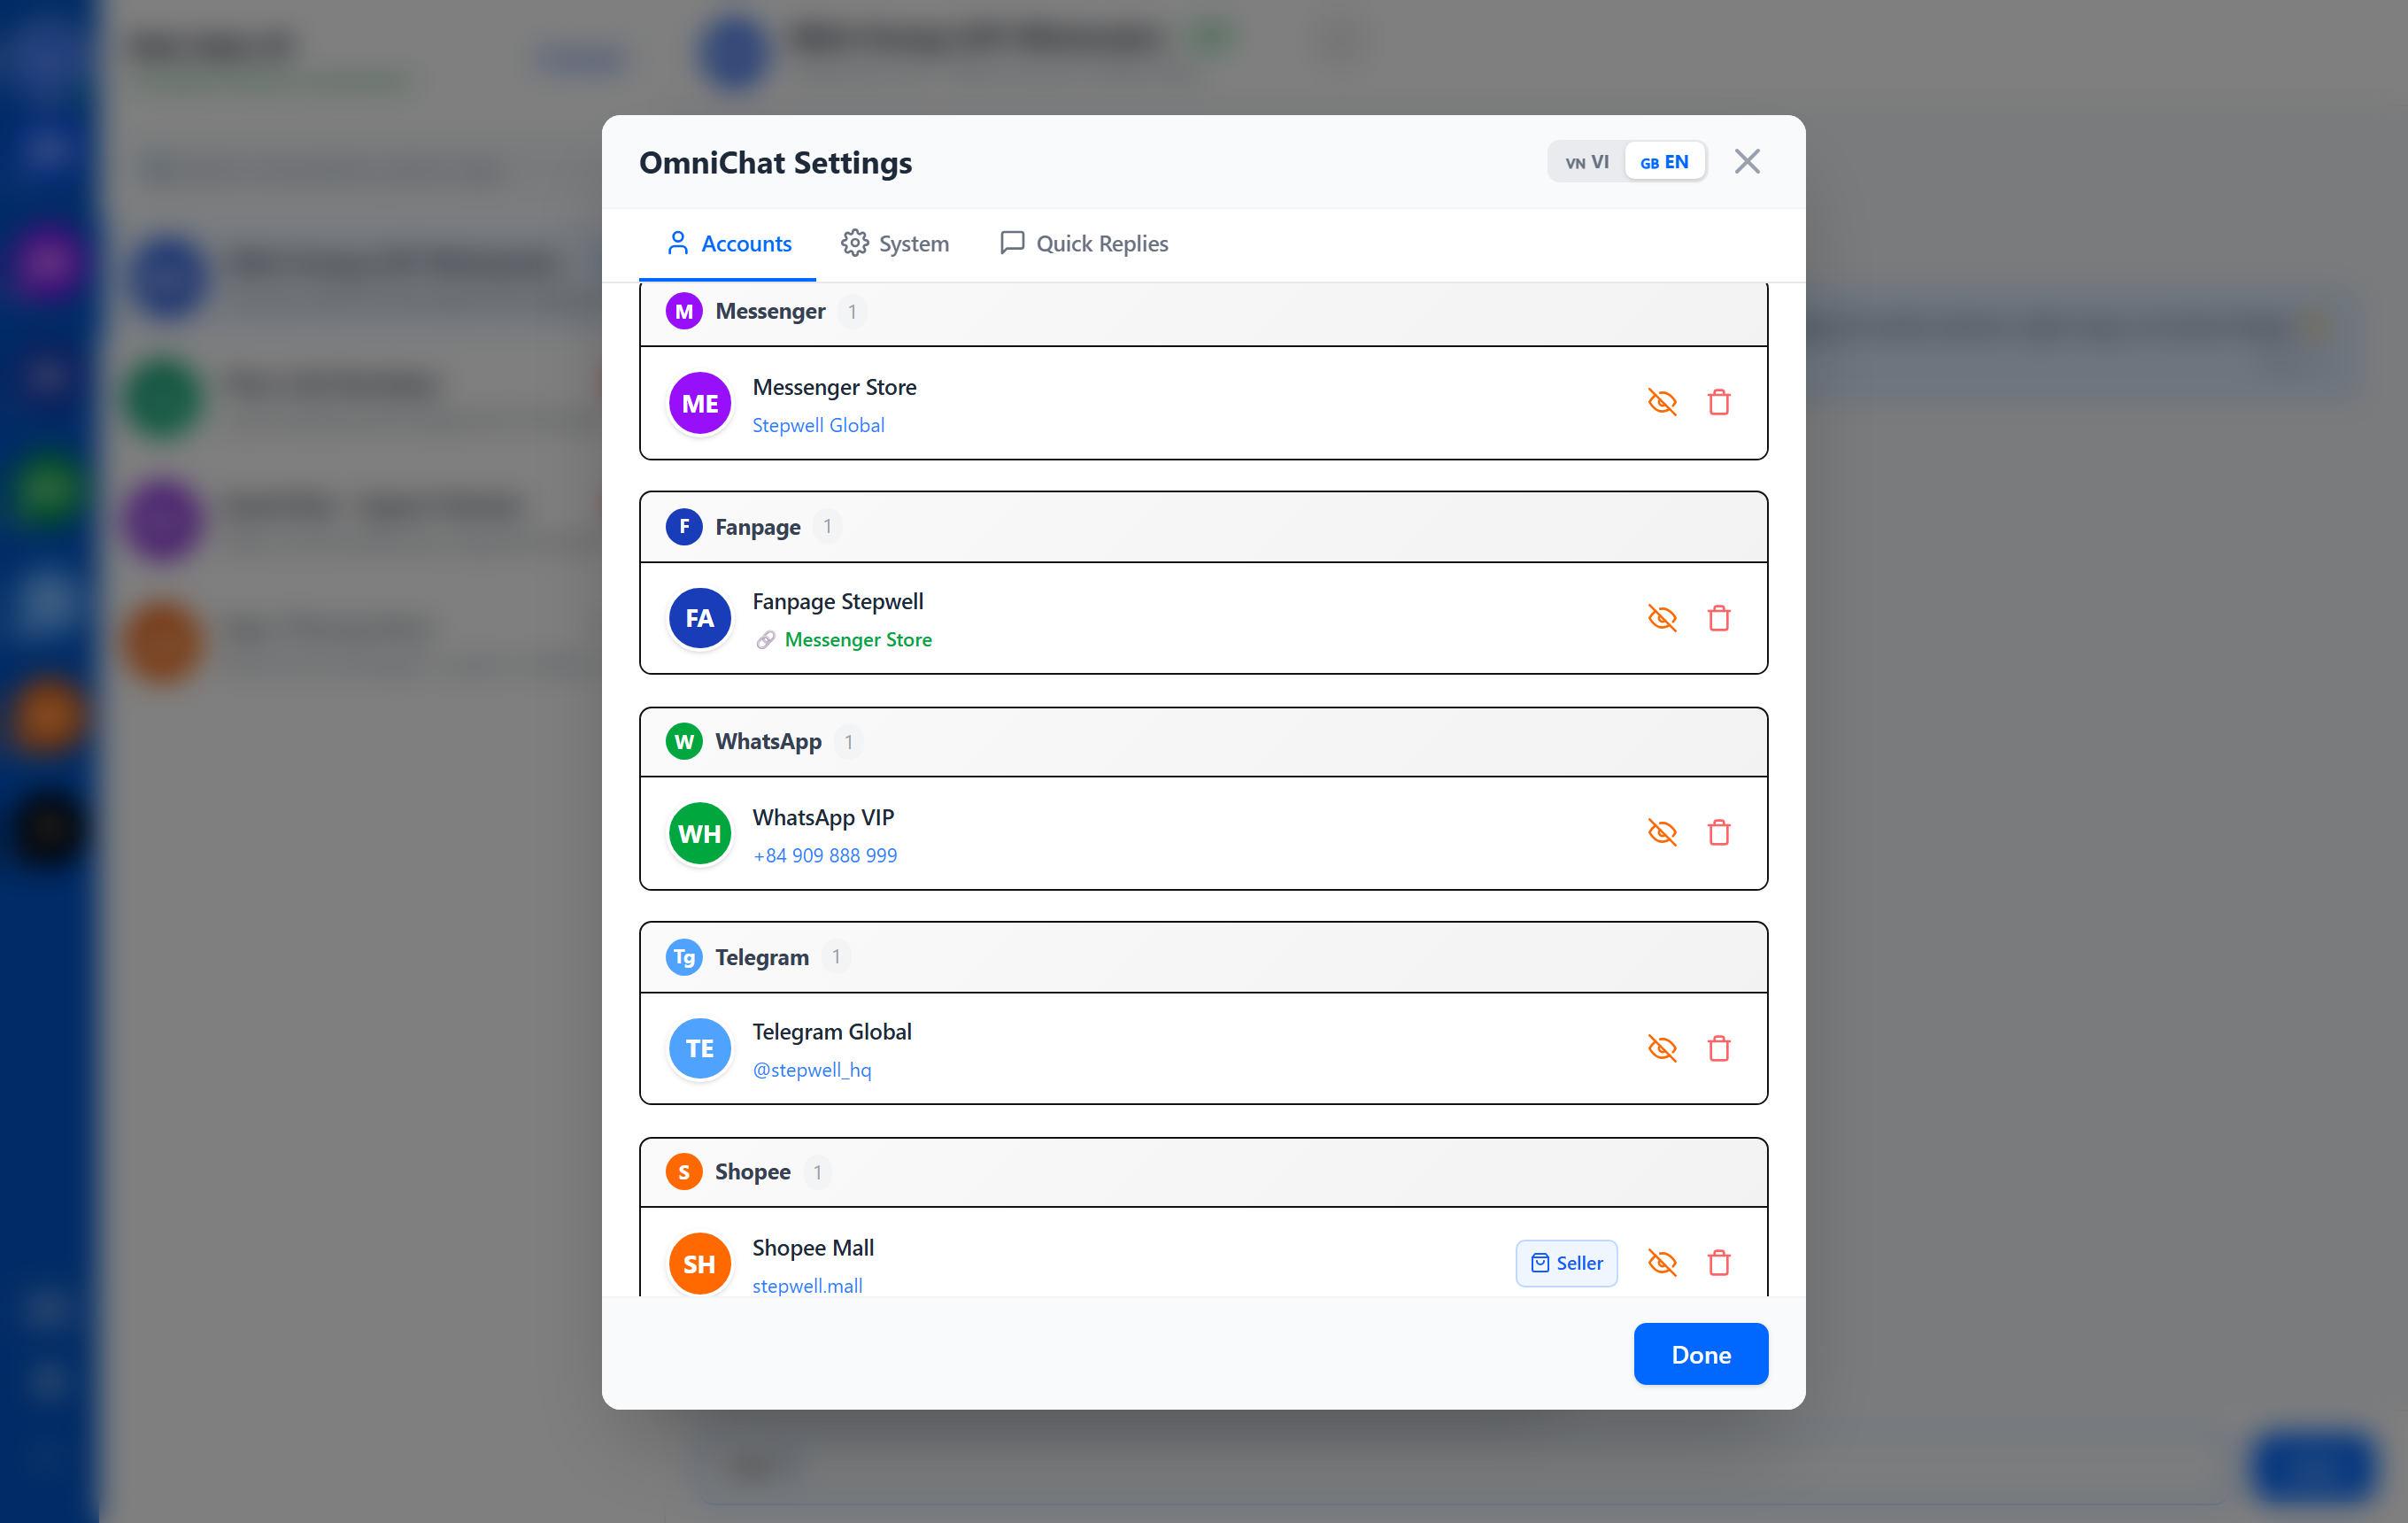 OmniChat Settings
VN VI
GB EN
Accounts
System
Quick Replies
M Messenger 1
ME
Messenger Store
Stepwell Global
F Fanpage 1
FA
Fanpage Stepwell
Messenger Store
W WhatsApp 1
WH
WhatsApp VIP
+84 909 888 999
Tg Telegram 1
TE
Telegram Global
@stepwell_hq
S Shopee 1
SH
Shopee Mall
stepwell.mall
Seller
Done